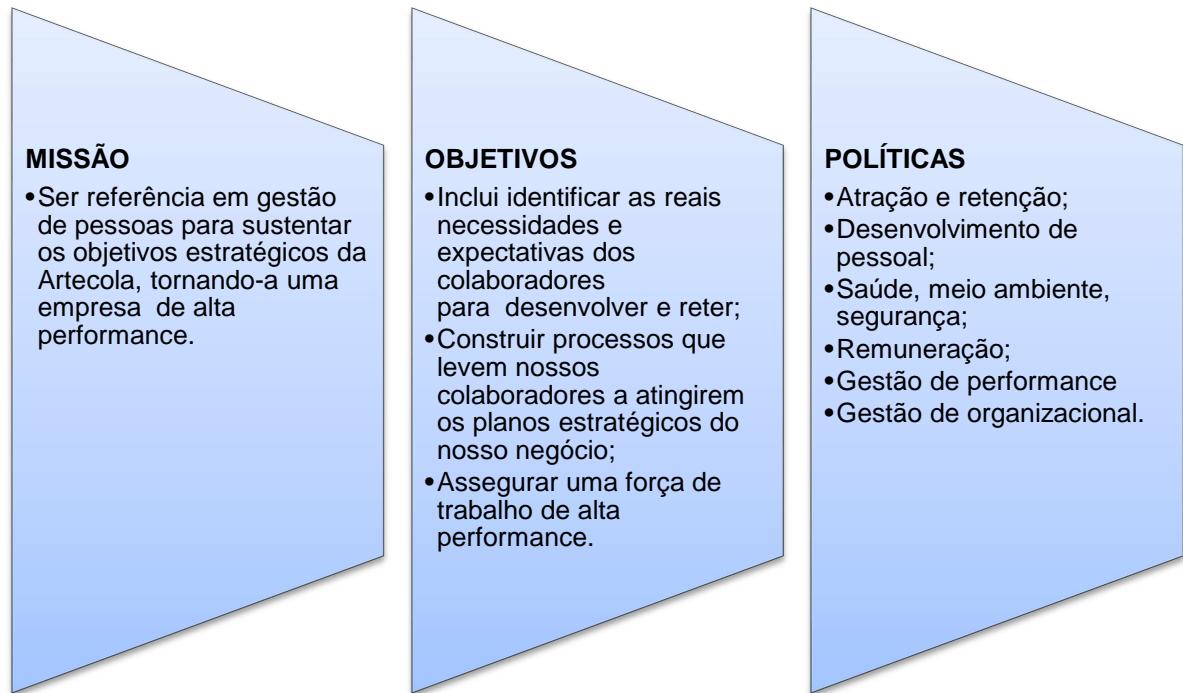 MISSÃO
•Ser referência em gestão
de pessoas para sustentar
os objetivos estratégicos da
Artecola, tornando-a uma
empresa  de alta
performance.
OBJETIVOS
•Inclui identificar as reais
necessidades e
expectativas dos
colaboradores
para  desenvolver e reter;
•Construir processos que
levem nossos
colaboradores a atingirem
os planos estratégicos do
nosso negócio;
•Assegurar uma força de
trabalho de alta
performance.
POLÍTICAS
•Atração e retenção;
•Desenvolvimento de
pessoal;
•Saúde, meio ambiente,
segurança;
•Remuneração;
•Gestão de performance
•Gestão de organizacional.